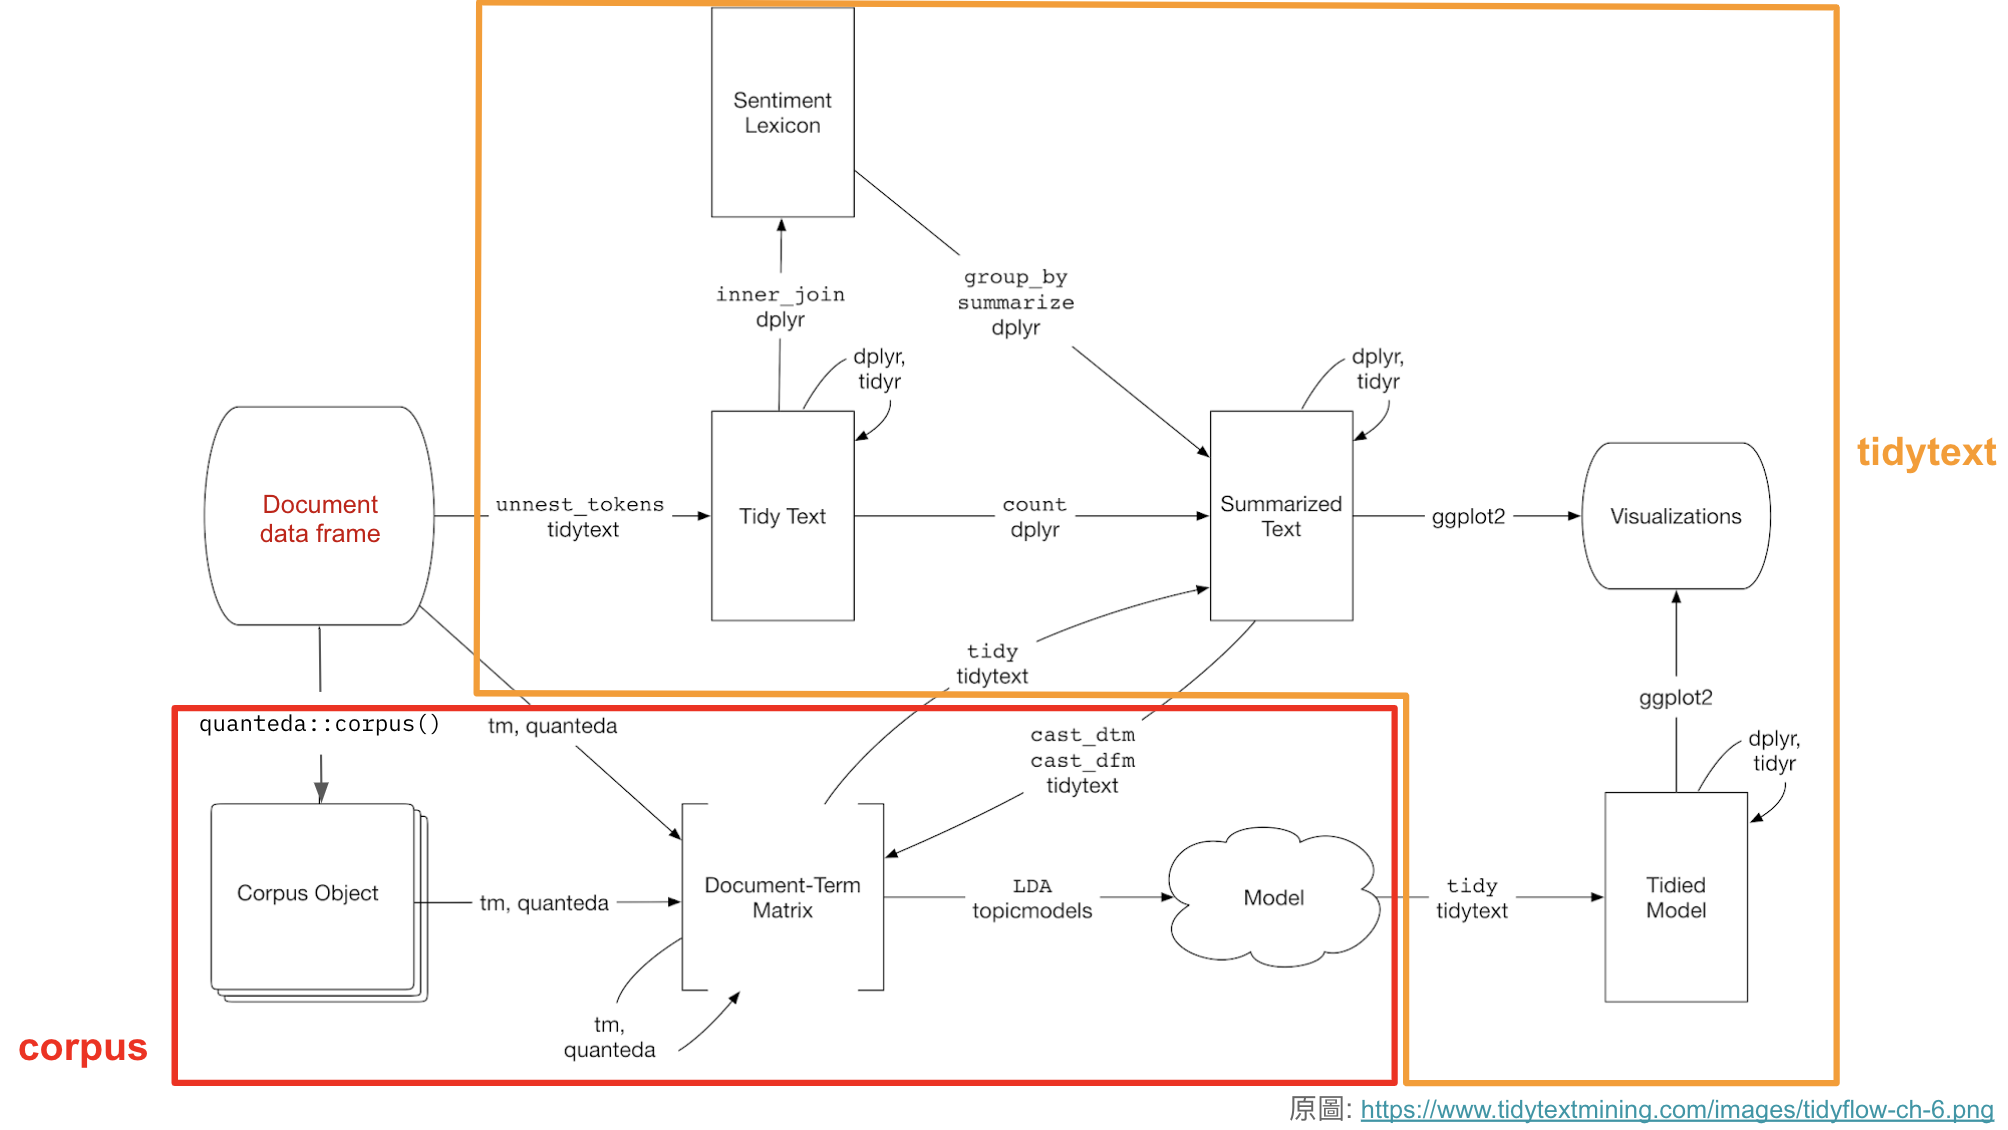 Sentiment
Lexicon
group_by
summarize
dplyr
inner_join
dplyr
dplyr,
tidyr
dplyr,
tidyr
tidytext
Document
data frame
unnest_tokens
tidytext
Tidy Text
count
dplyr
Summarized
Text
ggplot2
Visualizations
tidy
tidytext
ggplot2
quanteda::corpus()
tm, quanteda
cast_dtm
cast_dfm
tidytext
dplyr,
tidyr
Corpus Object
tm, quanteda
Document-Term
Matrix
LDA
topicmodels
Model
tidy
tidytext
Tidied
Model
tm,
quanteda
corpus
原圖: https://www.tidytextmining.com/images/tidyflow-ch-6.png